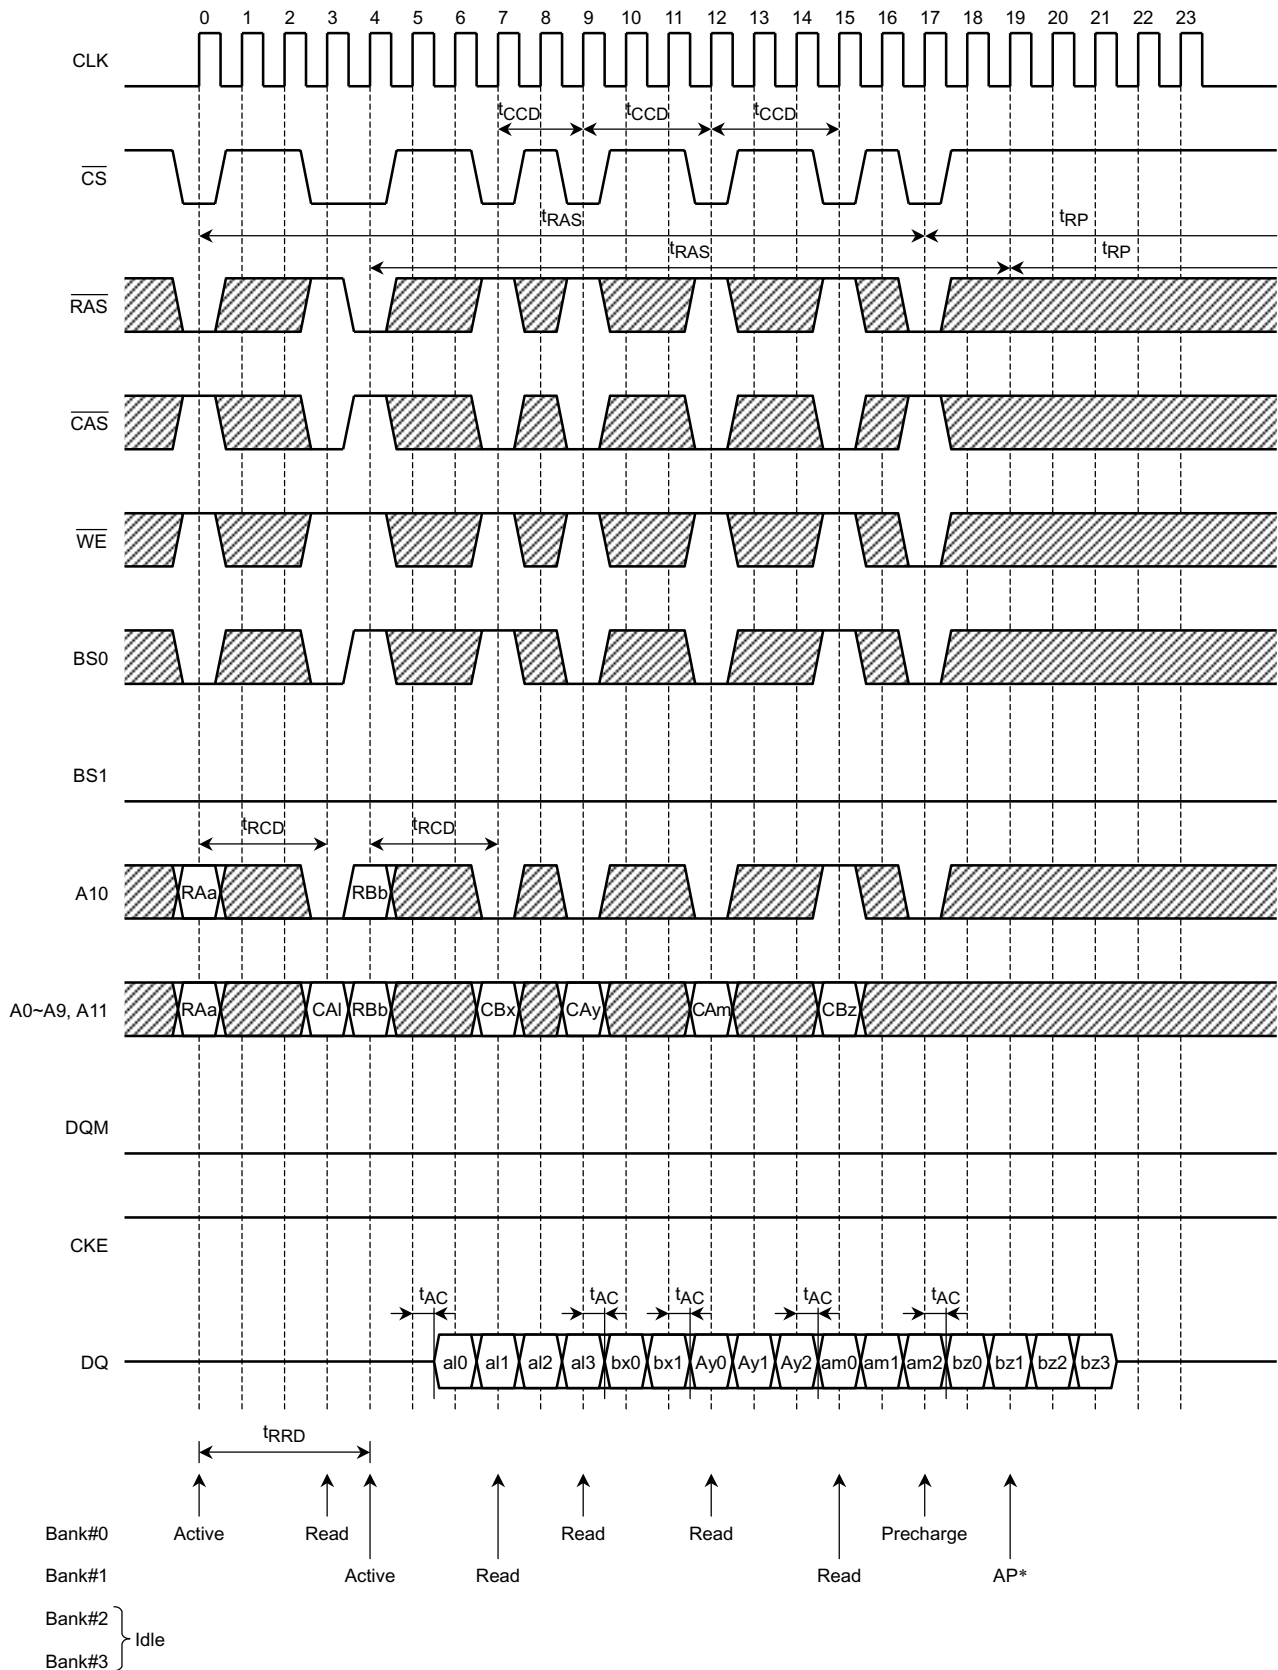 0 1 2 3 4 5 6 7 8 9 10 11 12 13 14 15 16 17 18 19 20 21 22 23
CLK
tCCD tCCD tCCD
CS
tRAS tRP
tRAS tRP
RAS
CAS
WE
BS0
BS1
tRCD tRCD
A10 RAa RBb
A0~A9, A11 RAa CAl RBb CBx CAy CAm CBz
DQM
CKE
tAC tAC tAC tAC tAC
DQ al0 al1 al2 al3 bx0 bx1 Ay0 Ay1 Ay2 am0 am1 am2 bz0 bz1 bz2 bz3
tRRD
Bank#0 Active Read Read Read Precharge
Bank#1 Active Read Read AP*
Bank#2
Idle
Bank#3